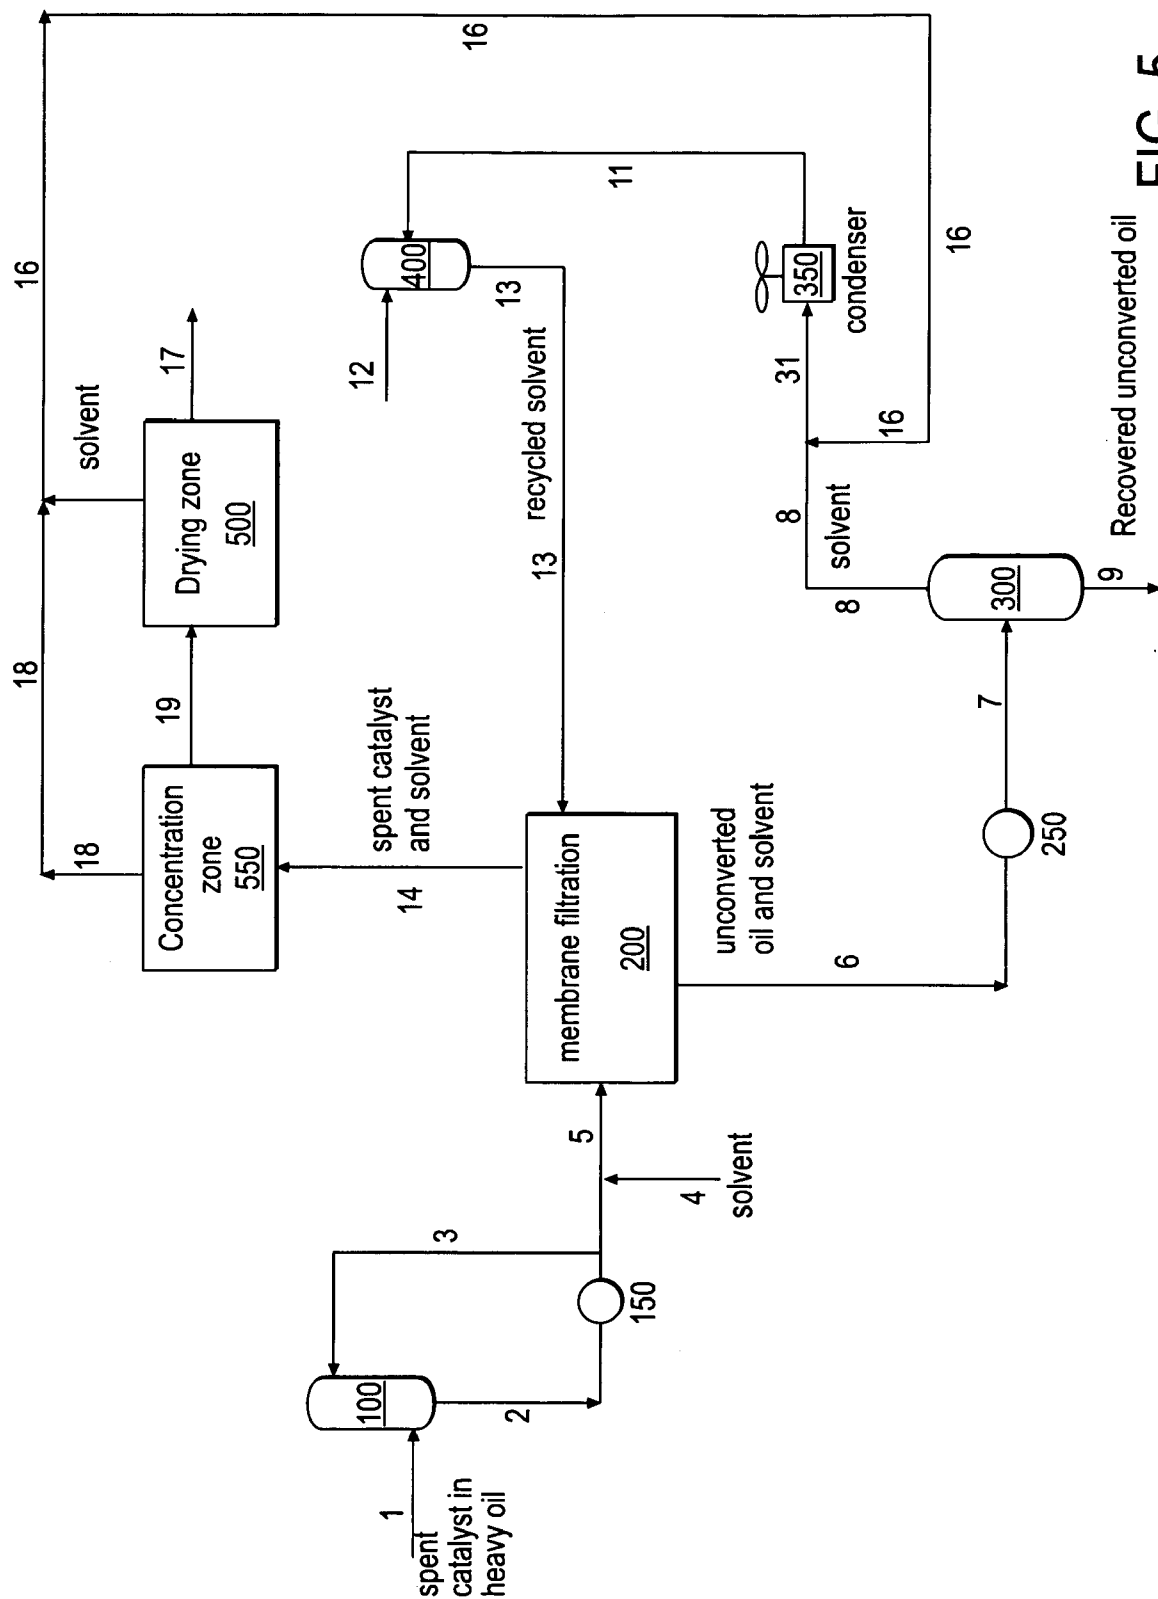 16
16
16
16
18
18
solvent
17
Drying zone
500
19
Concentration
zone
550
12
400
11
13
recycled solvent
13
spent catalyst
and solvent
14
membrane filtration
200
unconverted
oil and solvent
6
250
7
300
8
8
solvent
31
350
condenser
9
Recovered unconverted oil
5
4
solvent
3
150
2
100
1
spent
catalyst in
heavy oil
FIG. 5